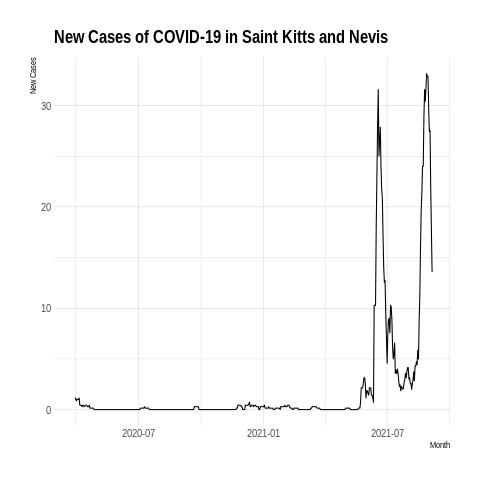 New Cases of COVID-19 in Saint Kitts and Nevis
New Cases
30
20
10
0
2020-07
2021-01
2021-07
Month